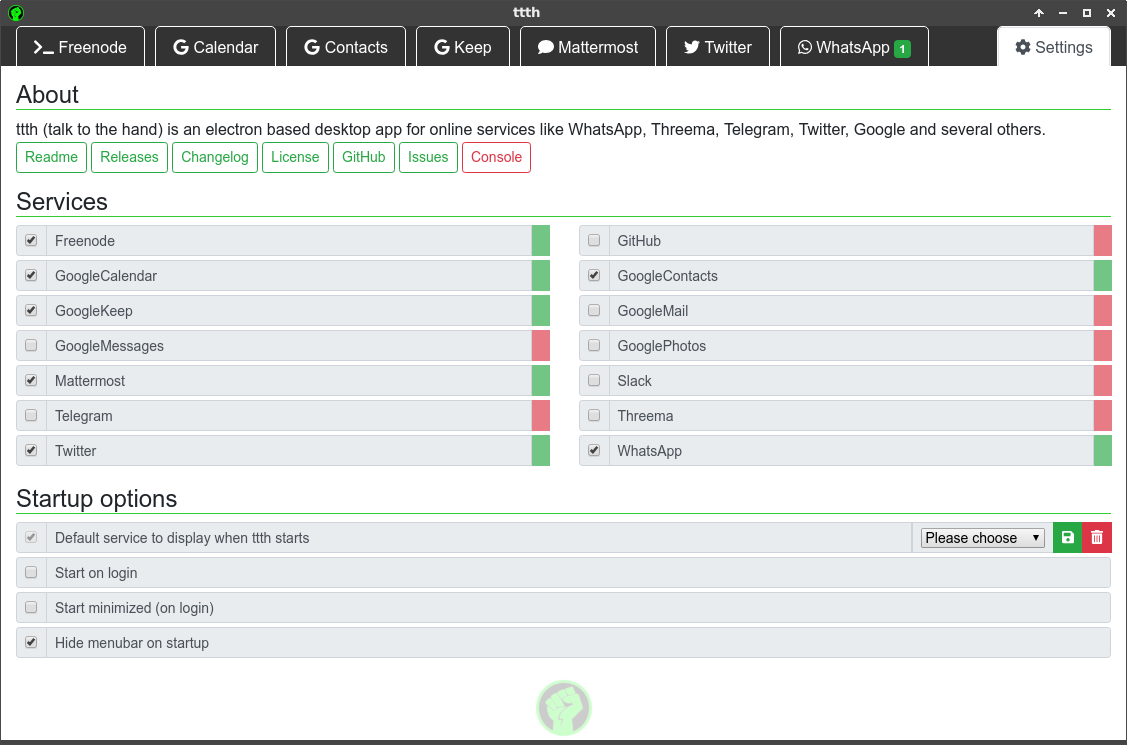 ttth
Freenode Calendar Contacts Keep Mattermost Twitter WhatsApp 1 Settings
About
ttth (talk to the hand) is an electron based desktop app for online services like WhatsApp, Threema, Telegram, Twitter, Google and several others.
Readme Releases Changelog License GitHub Issues Console
Services
Freenode GitHub
GoogleCalendar GoogleContacts
GoogleKeep GoogleMail
GoogleMessages GooglePhotos
Mattermost Slack
Telegram Threema
Twitter WhatsApp
Startup options
Default service to display when ttth starts Please choose
Start on login
Start minimized (on login)
Hide menubar on startup